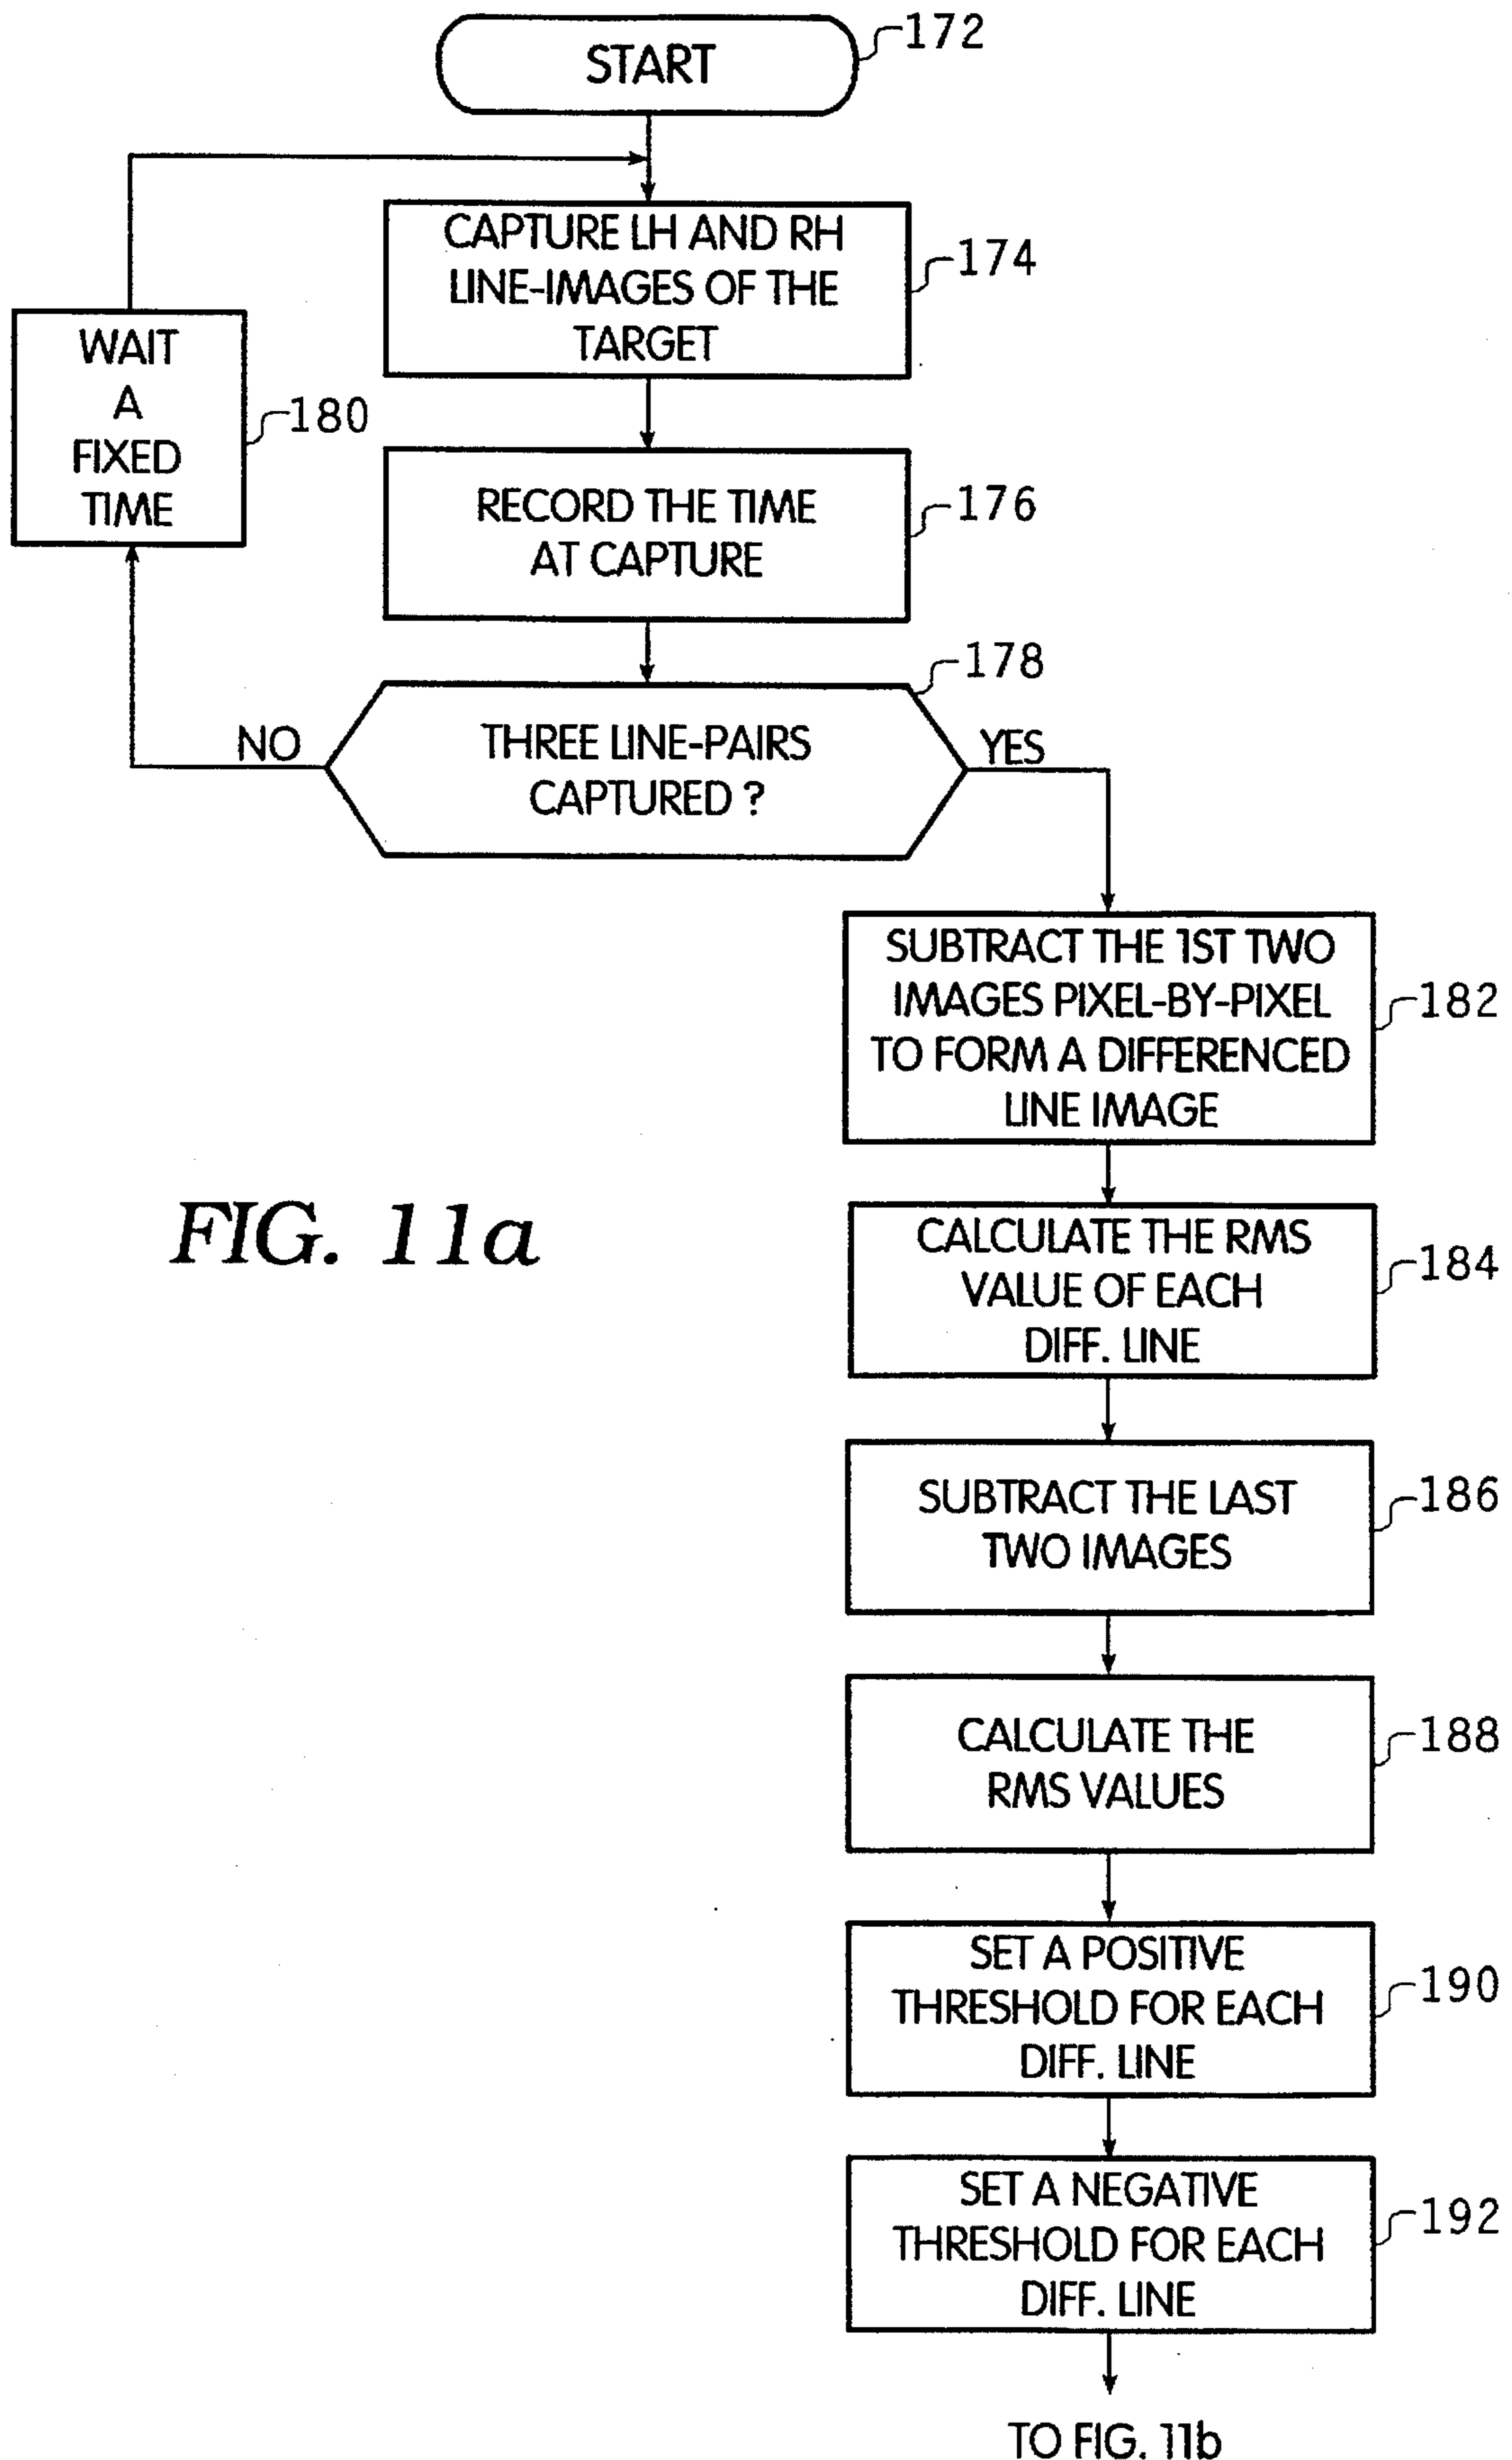 START
172
CAPTURE LH AND RH
LINE-IMAGES OF THE
TARGET
174
WAIT
A
FIXED
TIME
180
RECORD THE TIME
AT CAPTURE
176
178
NO
THREE LINE-PAIRS
CAPTURED ?
YES
SUBTRACT THE 1ST TWO
IMAGES PIXEL-BY-PIXEL
TO FORM A DIFFERENCED
LINE IMAGE
182
FIG. 11a
CALCULATE THE RMS
VALUE OF EACH
DIFF. LINE
184
SUBTRACT THE LAST
TWO IMAGES
186
CALCULATE THE
RMS VALUES
188
SET A POSITIVE
THRESHOLD FOR EACH
DIFF. LINE
190
SET A NEGATIVE
THRESHOLD FOR EACH
DIFF. LINE
192
TO FIG. 11b